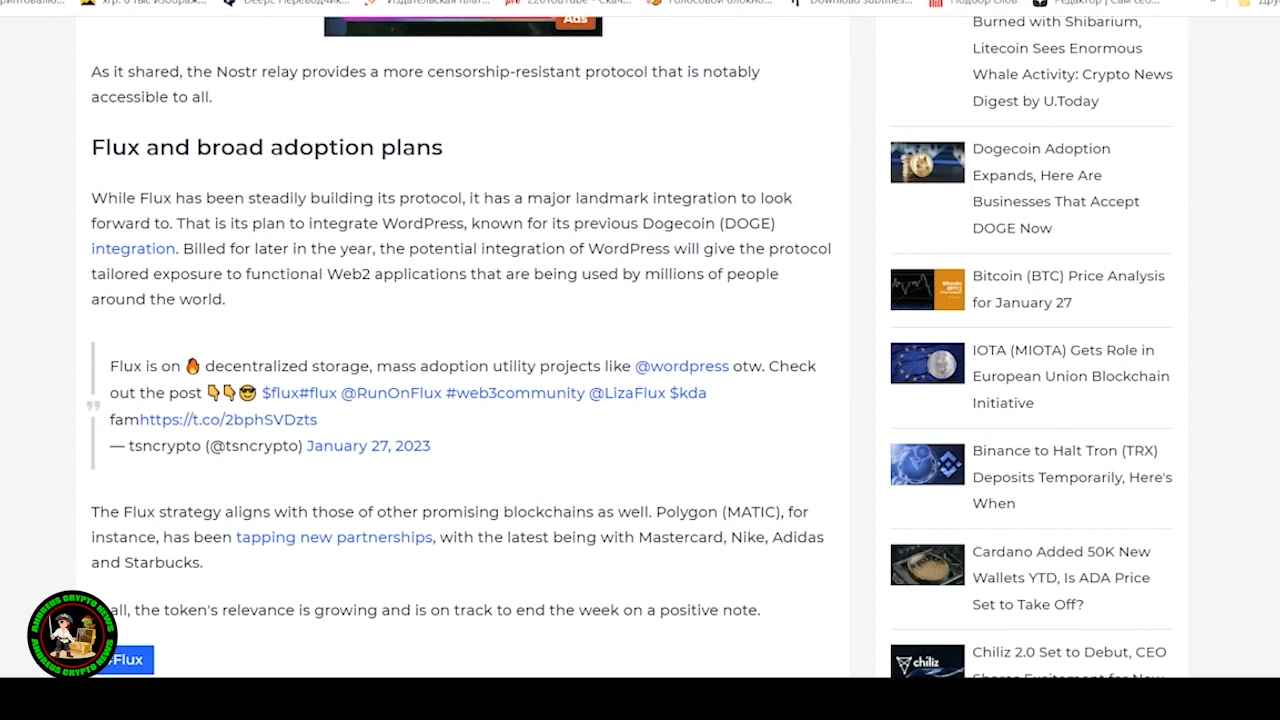 Ads
As it shared, the Nostr relay provides a more censorship-resistant protocol that is notably
accessible to all.
Flux and broad adoption plans
While Flux has been steadily building its protocol, it has a major landmark integration to look
forward to. That is its plan to integrate WordPress, known for its previous Dogecoin (DOGE)
integration. Billed for later in the year, the potential integration of WordPress will give the protocol
tailored exposure to functional Web2 applications that are being used by millions of people
around the world.
Flux is on 🔥 decentralized storage, mass adoption utility projects like @wordpress otw. Check
out the post 👇👇😎 $flux#flux @RunOnFlux #web3community @LizaFlux $kda
famhttps://t.co/2bphSVDzts
— tsncrypto (@tsncrypto) January 27, 2023
The Flux strategy aligns with those of other promising blockchains as well. Polygon (MATIC), for
instance, has been tapping new partnerships, with the latest being with Mastercard, Nike, Adidas
and Starbucks.
all, the token's relevance is growing and is on track to end the week on a positive note.
Flux
ANDREUS CRYPTO NEWS
ANDREUS CRYPTO NEWS
Burned with Shibarium,
Litecoin Sees Enormous
Whale Activity: Crypto News
Digest by U.Today
Dogecoin Adoption
Expands, Here Are
Businesses That Accept
DOGE Now
Bitcoin (BTC) Price Analysis
for January 27
IOTA (MIOTA) Gets Role in
European Union Blockchain
Initiative
Binance to Halt Tron (TRX)
Deposits Temporarily, Here's
When
Cardano Added 50K New
Wallets YTD, Is ADA Price
Set to Take Off?
chiliz
Chiliz 2.0 Set to Debut, CEO